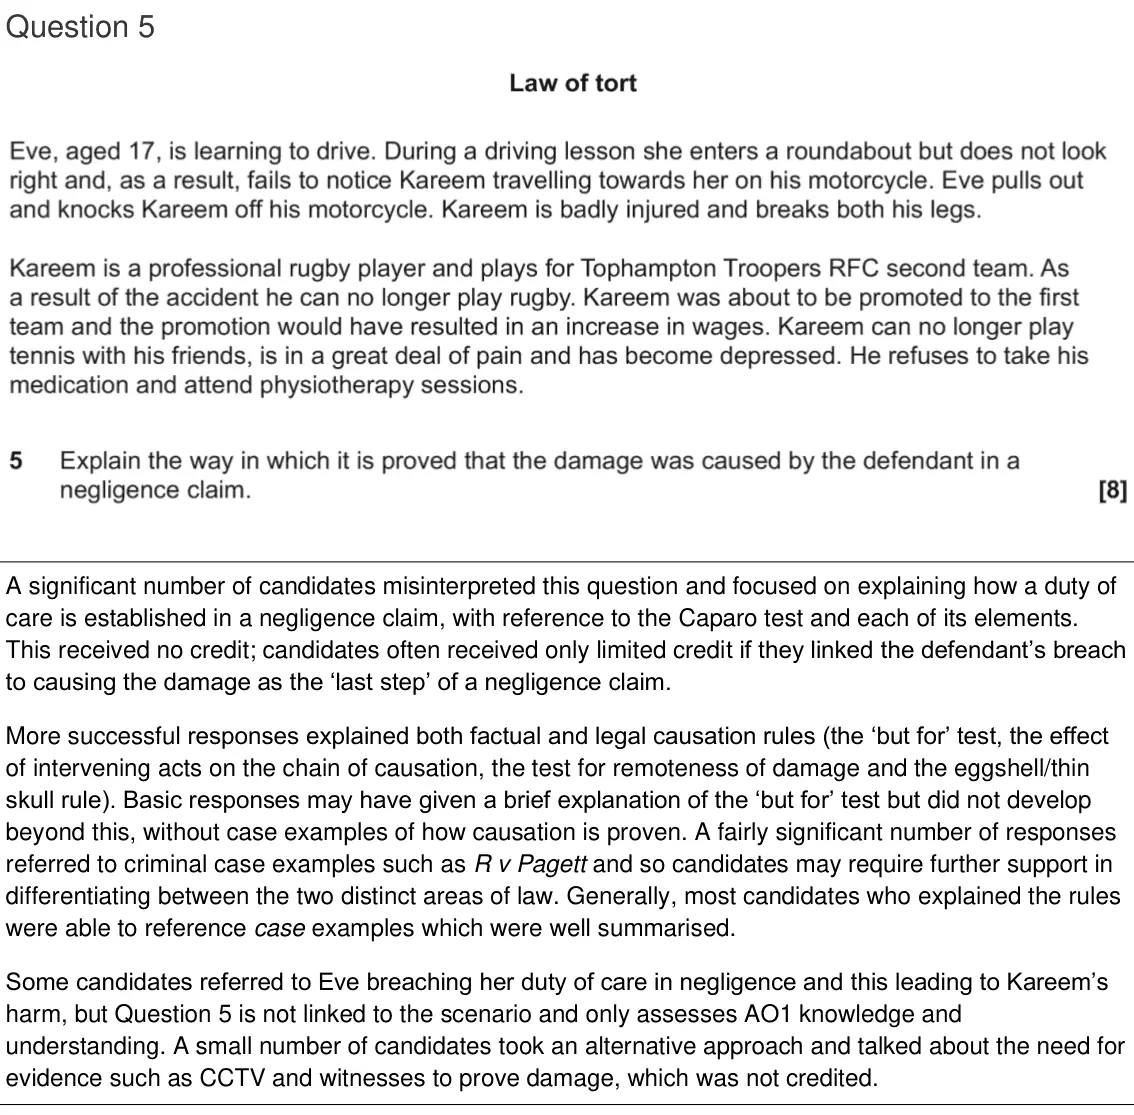 Question 5
Law of tort
Eve, aged 17, is learning to drive. During a driving lesson she enters a roundabout but does not look
right and, as a result, fails to notice Kareem travelling towards her on his motorcycle. Eve pulls out
and knocks Kareem off his motorcycle. Kareem is badly injured and breaks both his legs.
Kareem is a professional rugby player and plays for Tophampton Troopers RFC second team. As
a result of the accident he can no longer play rugby. Kareem was about to be promoted to the first
team and the promotion would have resulted in an increase in wages. Kareem can no longer play
tennis with his friends, is in a great deal of pain and has become depressed. He refuses to take his
medication and attend physiotherapy sessions.
5 Explain the way in which it is proved that the damage was caused by the defendant in a
negligence claim. [8]
A significant number of candidates misinterpreted this question and focused on explaining how a duty of
care is established in a negligence claim, with reference to the Caparo test and each of its elements.
This received no credit; candidates often received only limited credit if they linked the defendant's breach
to causing the damage as the 'last step' of a negligence claim.
More successful responses explained both factual and legal causation rules (the 'but for' test, the effect
of intervening acts on the chain of causation, the test for remoteness of damage and the eggshell/thin
skull rule). Basic responses may have given a brief explanation of the 'but for' test but did not develop
beyond this, without case examples of how causation is proven. A fairly significant number of responses
referred to criminal case examples such as R v Pagett and so candidates may require further support in
differentiating between the two distinct areas of law. Generally, most candidates who explained the rules
were able to reference case examples which were well summarised.
Some candidates referred to Eve breaching her duty of care in negligence and this leading to Kareem's
harm, but Question 5 is not linked to the scenario and only assesses AO1 knowledge and
understanding. A small number of candidates took an alternative approach and talked about the need for
evidence such as CCTV and witnesses to prove damage, which was not credited.